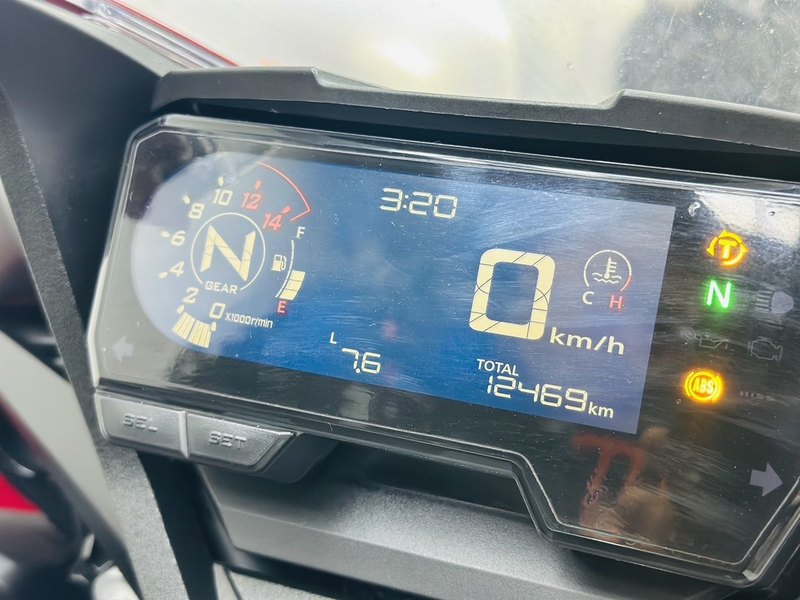 3:20
10
12
14
8
6
4
2
0
X1000r/min
N
GEAR
F
E
0
km/h
C H
L
7.6
TOTAL
12469km
T
N
ABS
SEL
SET